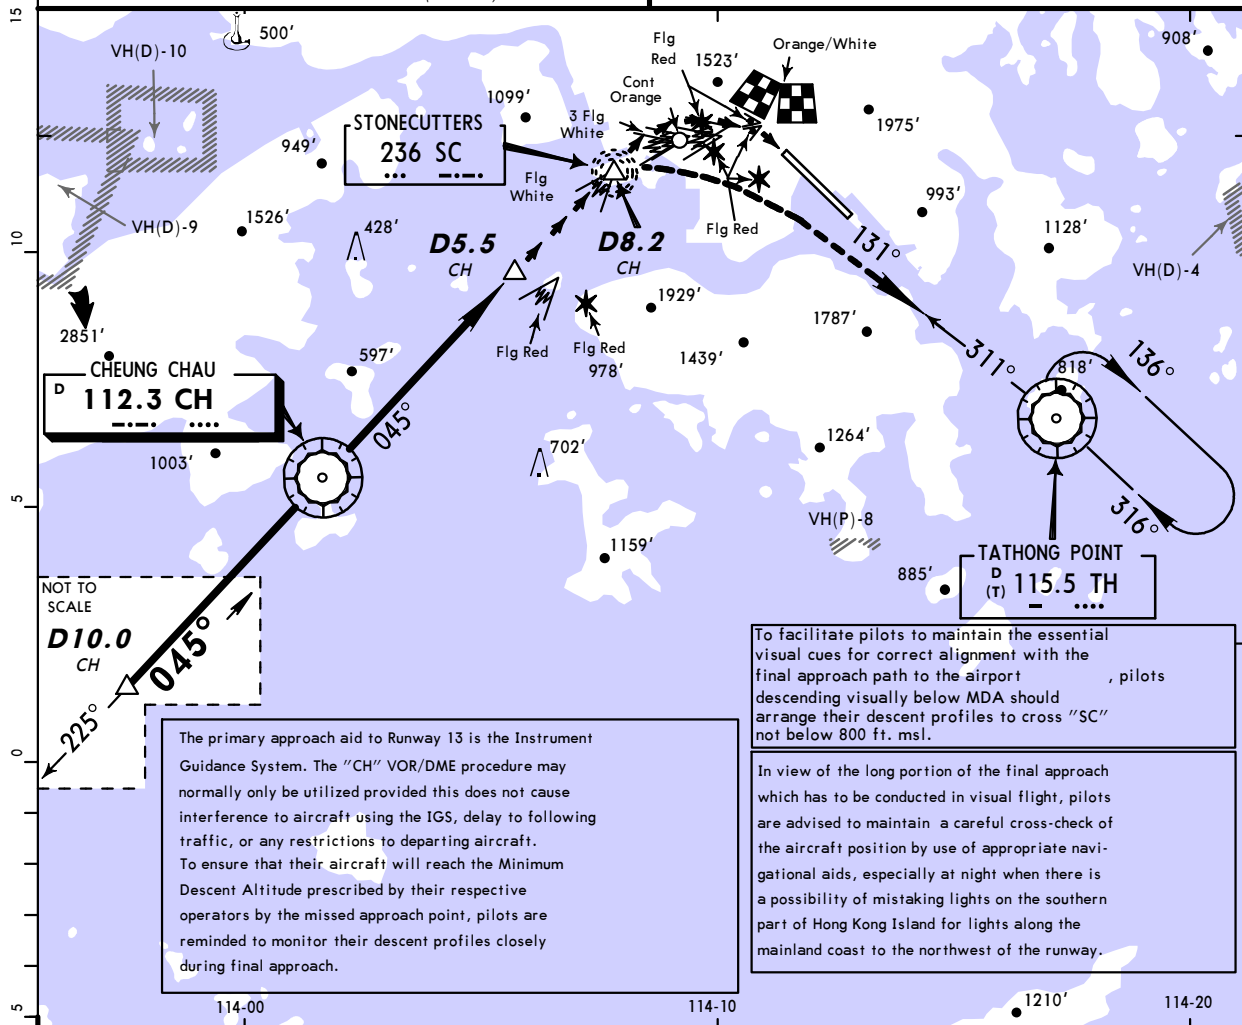 15
500'
VH(D)-10
Flg
Red
1523'
Orange/White
908'
1099'
Cont
Orange
3 Flg
White
1975'
STONECUTTERS
236 SC
949'
Flg
White
VH(D)-9
1526'
428'
993'
1128'
Flg Red
10
D5.5
CH
D8.2
CH
131°
VH(D)-4
2851'
1929'
1787'
1439'
311°
136°
818'
CHEUNG CHAU
D
112.3 CH
597'
Flg Red
Flg Red
978'
045°
1003'
702'
1264'
5
316°
VH(P)-8
1159'
885'
TATHONG POINT
D
(T)
115.5 TH
NOT TO
SCALE
D10.0
CH
045°
225°
To facilitate pilots to maintain the essential
visual cues for correct alignment with the
final approach path to the airport , pilots
descending visually below MDA should
arrange their descent profiles to cross "SC"
not below 800 ft. msl.
0
The primary approach aid to Runway 13 is the Instrument
Guidance System. The "CH" VOR/DME procedure may
normally only be utilized provided this does not cause
interference to aircraft using the IGS, delay to following
traffic, or any restrictions to departing aircraft.
To ensure that their aircraft will reach the Minimum
Descent Altitude prescribed by their respective
operators by the missed approach point, pilots are
reminded to monitor their descent profiles closely
during final approach.
In view of the long portion of the final approach
which has to be conducted in visual flight, pilots
are advised to maintain a careful cross-check of
the aircraft position by use of appropriate navi-
gational aids, especially at night when there is
a possibility of mistaking lights on the southern
part of Hong Kong Island for lights along the
mainland coast to the northwest of the runway.
5
114-00
114-10
1210'
114-20